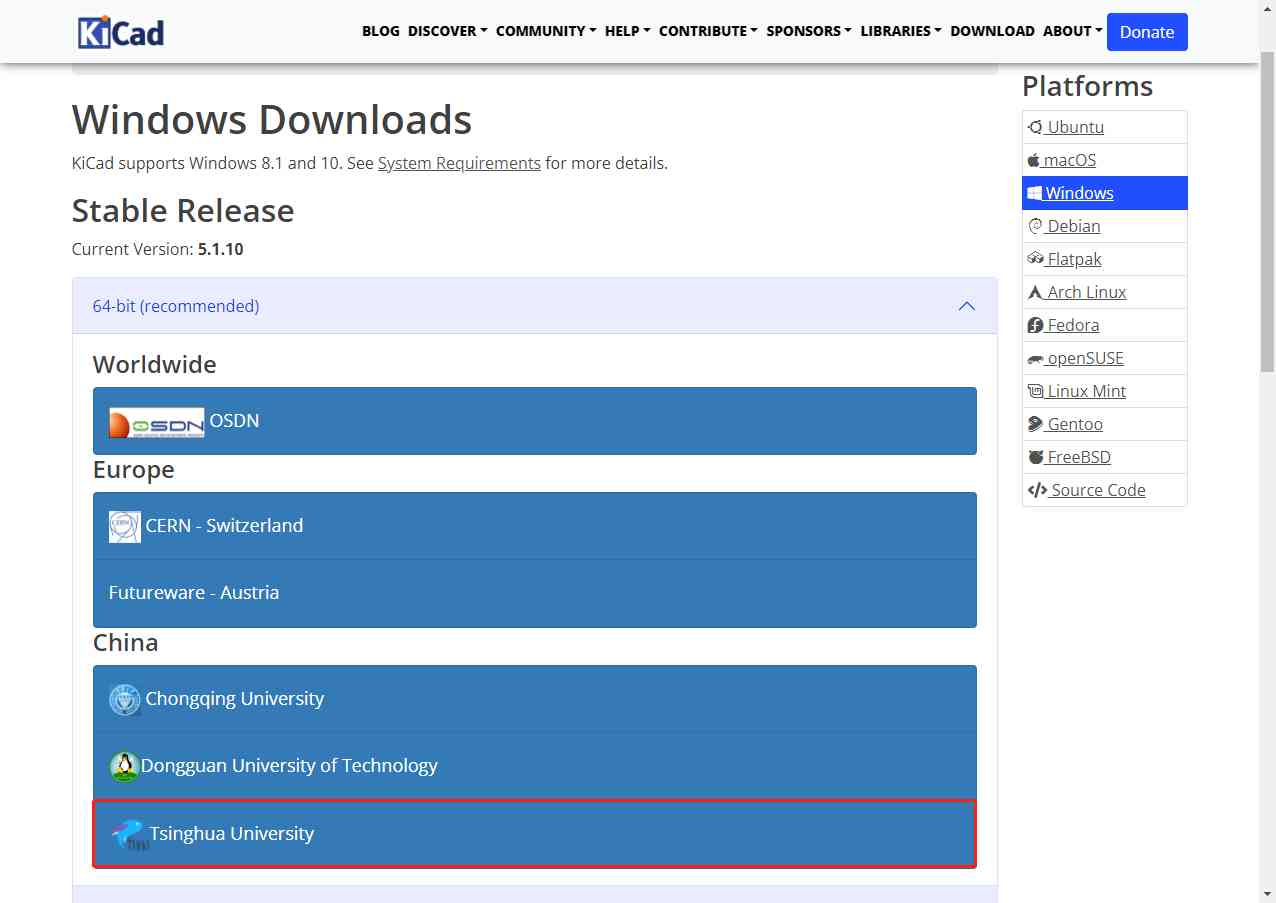 KiCad
BLOG DISCOVER COMMUNITY HELP CONTRIBUTE SPONSORS LIBRARIES DOWNLOAD ABOUT Donate
Windows Downloads
KiCad supports Windows 8.1 and 10. See System Requirements for more details.
Stable Release
Current Version: 5.1.10
64-bit (recommended)
Worldwide
OSDN OSDN
Europe
CERN - Switzerland
Futureware - Austria
China
Chongqing University
Dongguan University of Technology
Tsinghua University
Platforms
Ubuntu
macOS
Windows
Debian
Flatpak
Arch Linux
Fedora
openSUSE
Linux Mint
Gentoo
FreeBSD
Source Code